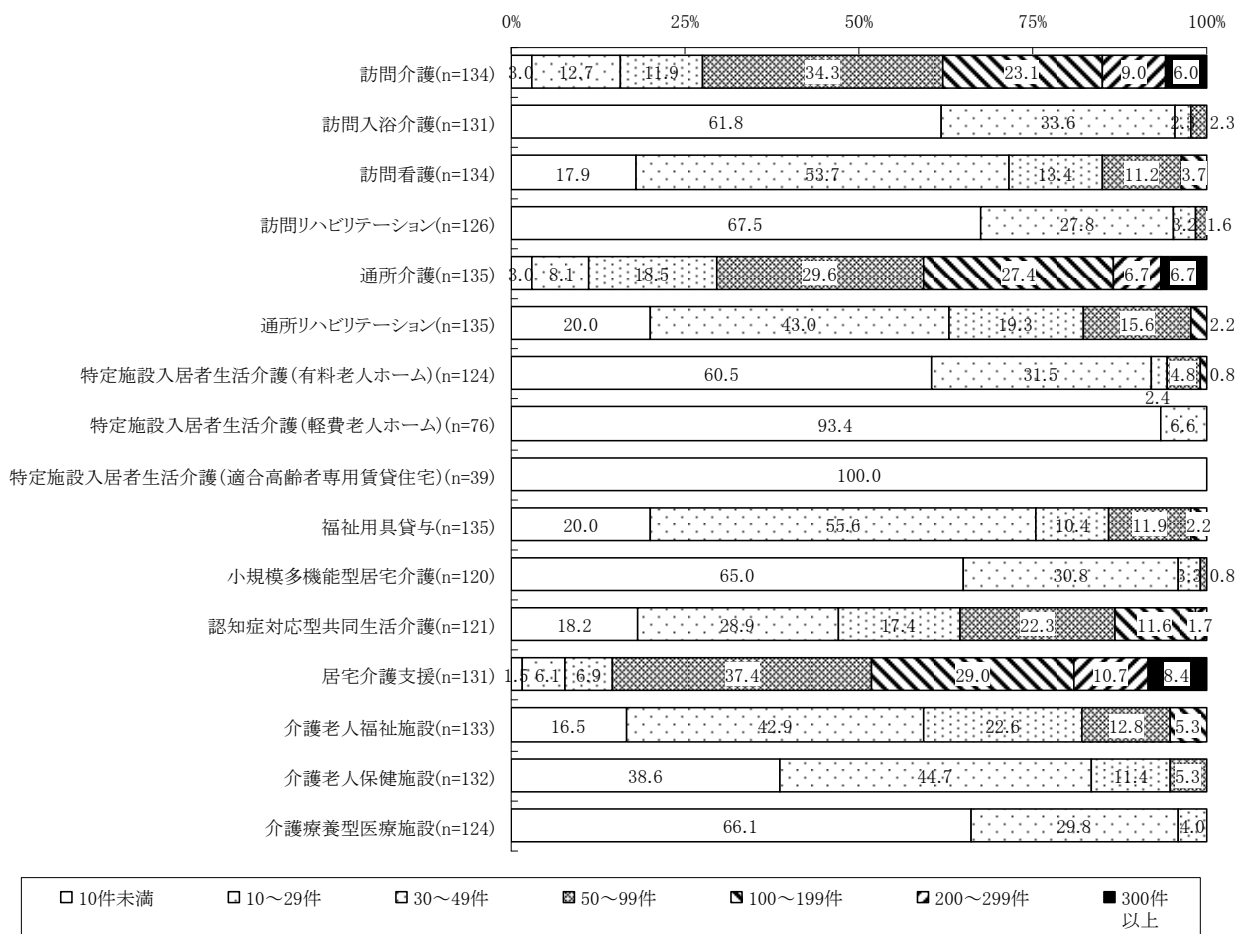 0% 25% 50% 75% 100%
訪問介護(n=134) 3.0 12.7 11.9 34.3 23.1 9.0 6.0
訪問入浴介護(n=131) 61.8 33.6 2.3 2.3
訪問看護(n=134) 17.9 53.7 13.4 11.2 3.7
訪問リハビリテーション(n=126) 67.5 27.8 3.2 1.6
通所介護(n=135) 3.0 8.1 18.5 29.6 27.4 6.7 6.7
通所リハビリテーション(n=135) 20.0 43.0 19.3 15.6 2.2
特定施設入居者生活介護(有料老人ホーム)(n=124) 60.5 31.5 4.8 0.8
2.4
特定施設入居者生活介護(軽費老人ホーム)(n=76) 93.4 6.6
特定施設入居者生活介護(適合高齢者専用賃貸住宅)(n=39) 100.0
福祉用具貸与(n=135) 20.0 55.6 10.4 11.9 2.2
小規模多機能型居宅介護(n=120) 65.0 30.8 3.3 0.8
認知症対応型共同生活介護(n=121) 18.2 28.9 17.4 22.3 11.6 1.7
居宅介護支援(n=131) 1.5 6.1 6.9 37.4 29.0 10.7 8.4
介護老人福祉施設(n=133) 16.5 42.9 22.6 12.8 5.3
介護老人保健施設(n=132) 38.6 44.7 11.4 5.3
介護療養型医療施設(n=124) 66.1 29.8 4.0
10件未満 10～29件 30～49件 50～99件 100～199件 200～299件 300件
以上